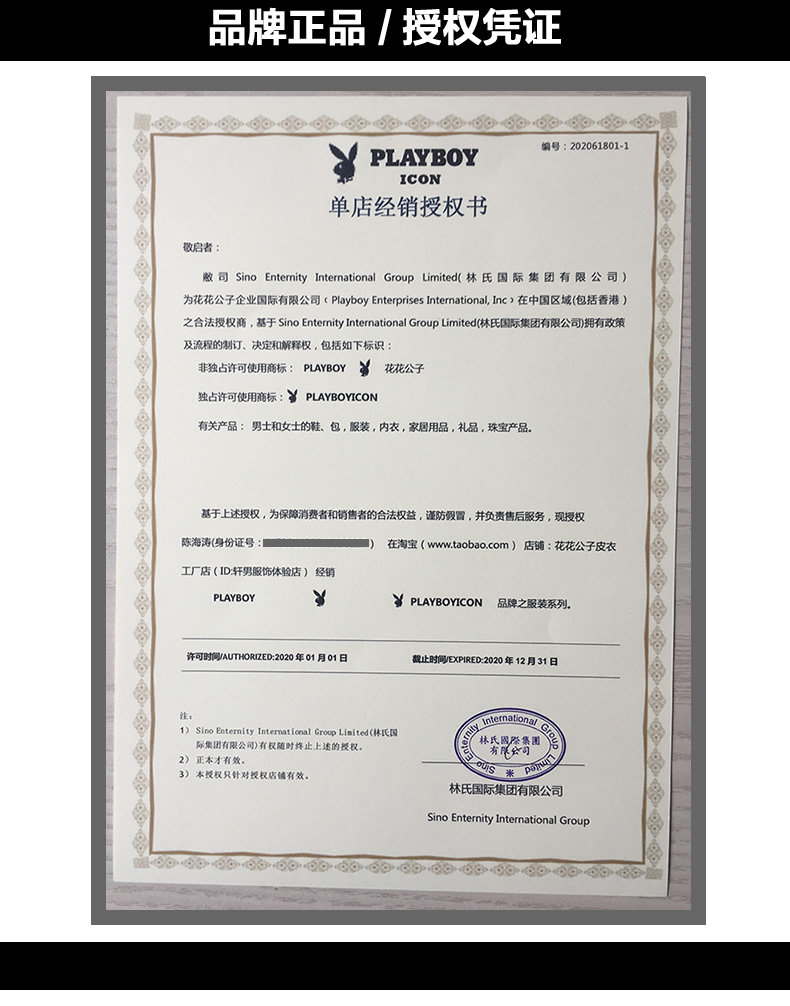 品牌正品 / 授权凭证
编号：202061801-1
PLAYBOY
ICON
单店经销授权书
敬启者：
敝司 Sino Enternity International Group Limited(林氏国际集团有限公司)
为花花公子企业国际有限公司（Playboy Enterprises International, Inc）在中国区域(包括香港)
之合法授权商，基于 Sino Enternity International Group Limited(林氏国际集团有限公司)拥有政策
及流程的制订、决定和解释权，包括如下标识：
非独占许可使用商标： PLAYBOY 花花公子
独占许可使用商标： PLAYBOYICON
有关产品： 男士和女士的鞋、包，服装，内衣，家居用品，礼品，珠宝产品。
基于上述授权，为保障消费者和销售者的合法权益，谨防假冒，并负责售后服务，现授权
陈海涛(身份证号： ) 在淘宝（www.taobao.com）店铺：花花公子皮衣
工厂店（ID:轩男服饰体验店） 经销
PLAYBOY PLAYBOYICON 品牌之服装系列。
许可时间/AUTHORIZED:2020 年 01 月 01 日 截止时间/EXPIRED:2020 年 12 月 31 日
注：
1） Sino Enternity International Group Limited(林氏国
际集团有限公司)有权随时终止上述的授权。
2） 正本才有效。
3） 本授权只针对授权店铺有效。
Sino Enternity International Group Limited
林氏國際集團
有限公司
林氏国际集团有限公司
Sino Enternity International Group